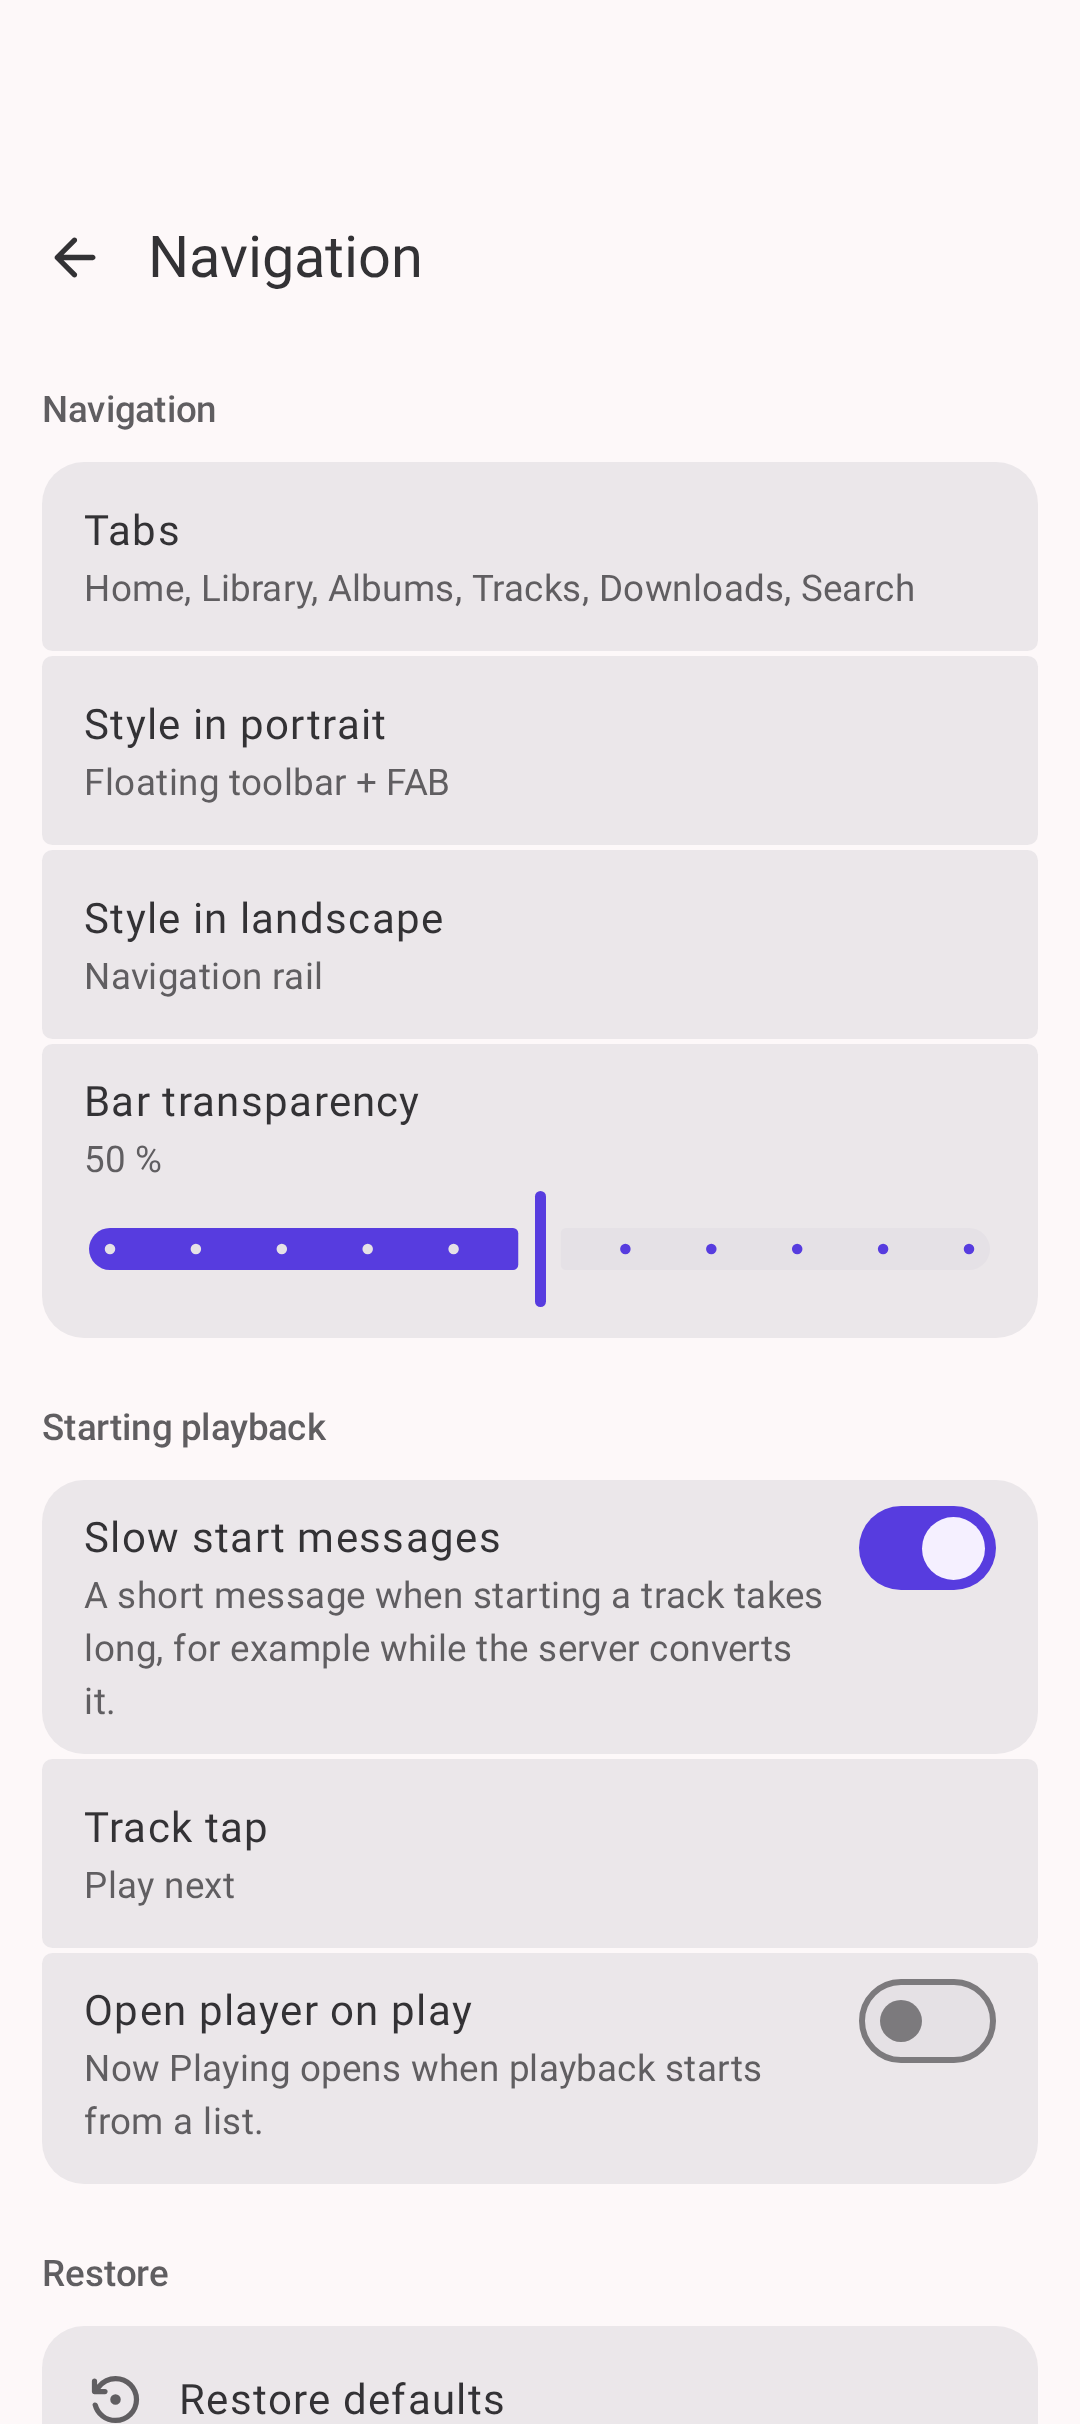 Navigation
Navigation
Tabs
Home, Library, Albums, Tracks, Downloads, Search
Style in portrait
Floating toolbar + FAB
Style in landscape
Navigation rail
Bar transparency
50 %
Starting playback
Slow start messages
A short message when starting a track takes
long, for example while the server converts
it.
Track tap
Play next
Open player on play
Now Playing opens when playback starts
from a list.
Restore
Restore defaults